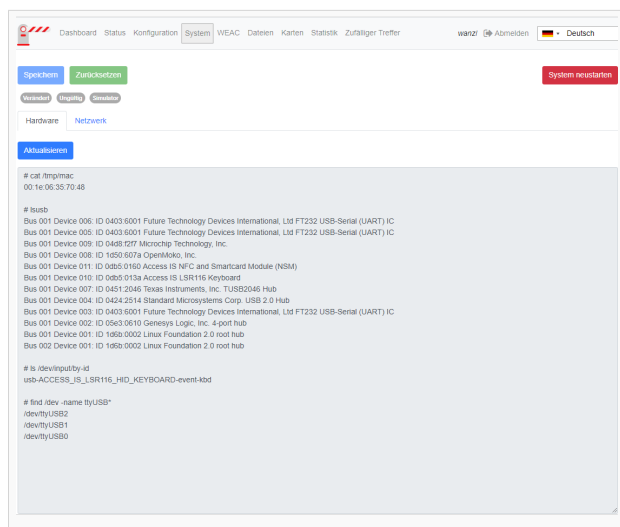 Dashboard Status Konfiguration System WEAC Dateien Karten Statistik Zufälliger Treffer wanzl Abmelden Deutsch
Speichern Zurücksetzen System neustarten
Verändert Ungültig Simulator
Hardware Netzwerk
Aktualisieren
# cat /tmp/mac
00:1e:06:35:70:48
# lsusb
Bus 001 Device 006: ID 0403:6001 Future Technology Devices International, Ltd FT232 USB-Serial (UART) IC
Bus 001 Device 005: ID 0403:6001 Future Technology Devices International, Ltd FT232 USB-Serial (UART) IC
Bus 001 Device 009: ID 04d8:f2f7 Microchip Technology, Inc.
Bus 001 Device 008: ID 1d50:607a OpenMoko, Inc.
Bus 001 Device 011: ID 0db5:0160 Access IS NFC and Smartcard Module (NSM)
Bus 001 Device 010: ID 0db5:013a Access IS LSR116 Keyboard
Bus 001 Device 007: ID 0451:2046 Texas Instruments, Inc. TUSB2046 Hub
Bus 001 Device 004: ID 0424:2514 Standard Microsystems Corp. USB 2.0 Hub
Bus 001 Device 003: ID 0403:6001 Future Technology Devices International, Ltd FT232 USB-Serial (UART) IC
Bus 001 Device 002: ID 05e3:0610 Genesys Logic, Inc. 4-port hub
Bus 001 Device 001: ID 1d6b:0002 Linux Foundation 2.0 root hub
Bus 002 Device 001: ID 1d6b:0002 Linux Foundation 2.0 root hub
# ls /dev/input/by-id
usb-ACCESS_IS_LSR116_HID_KEYBOARD-event-kbd
# find /dev -name ttyUSB*
/dev/ttyUSB2
/dev/ttyUSB1
/dev/ttyUSB0